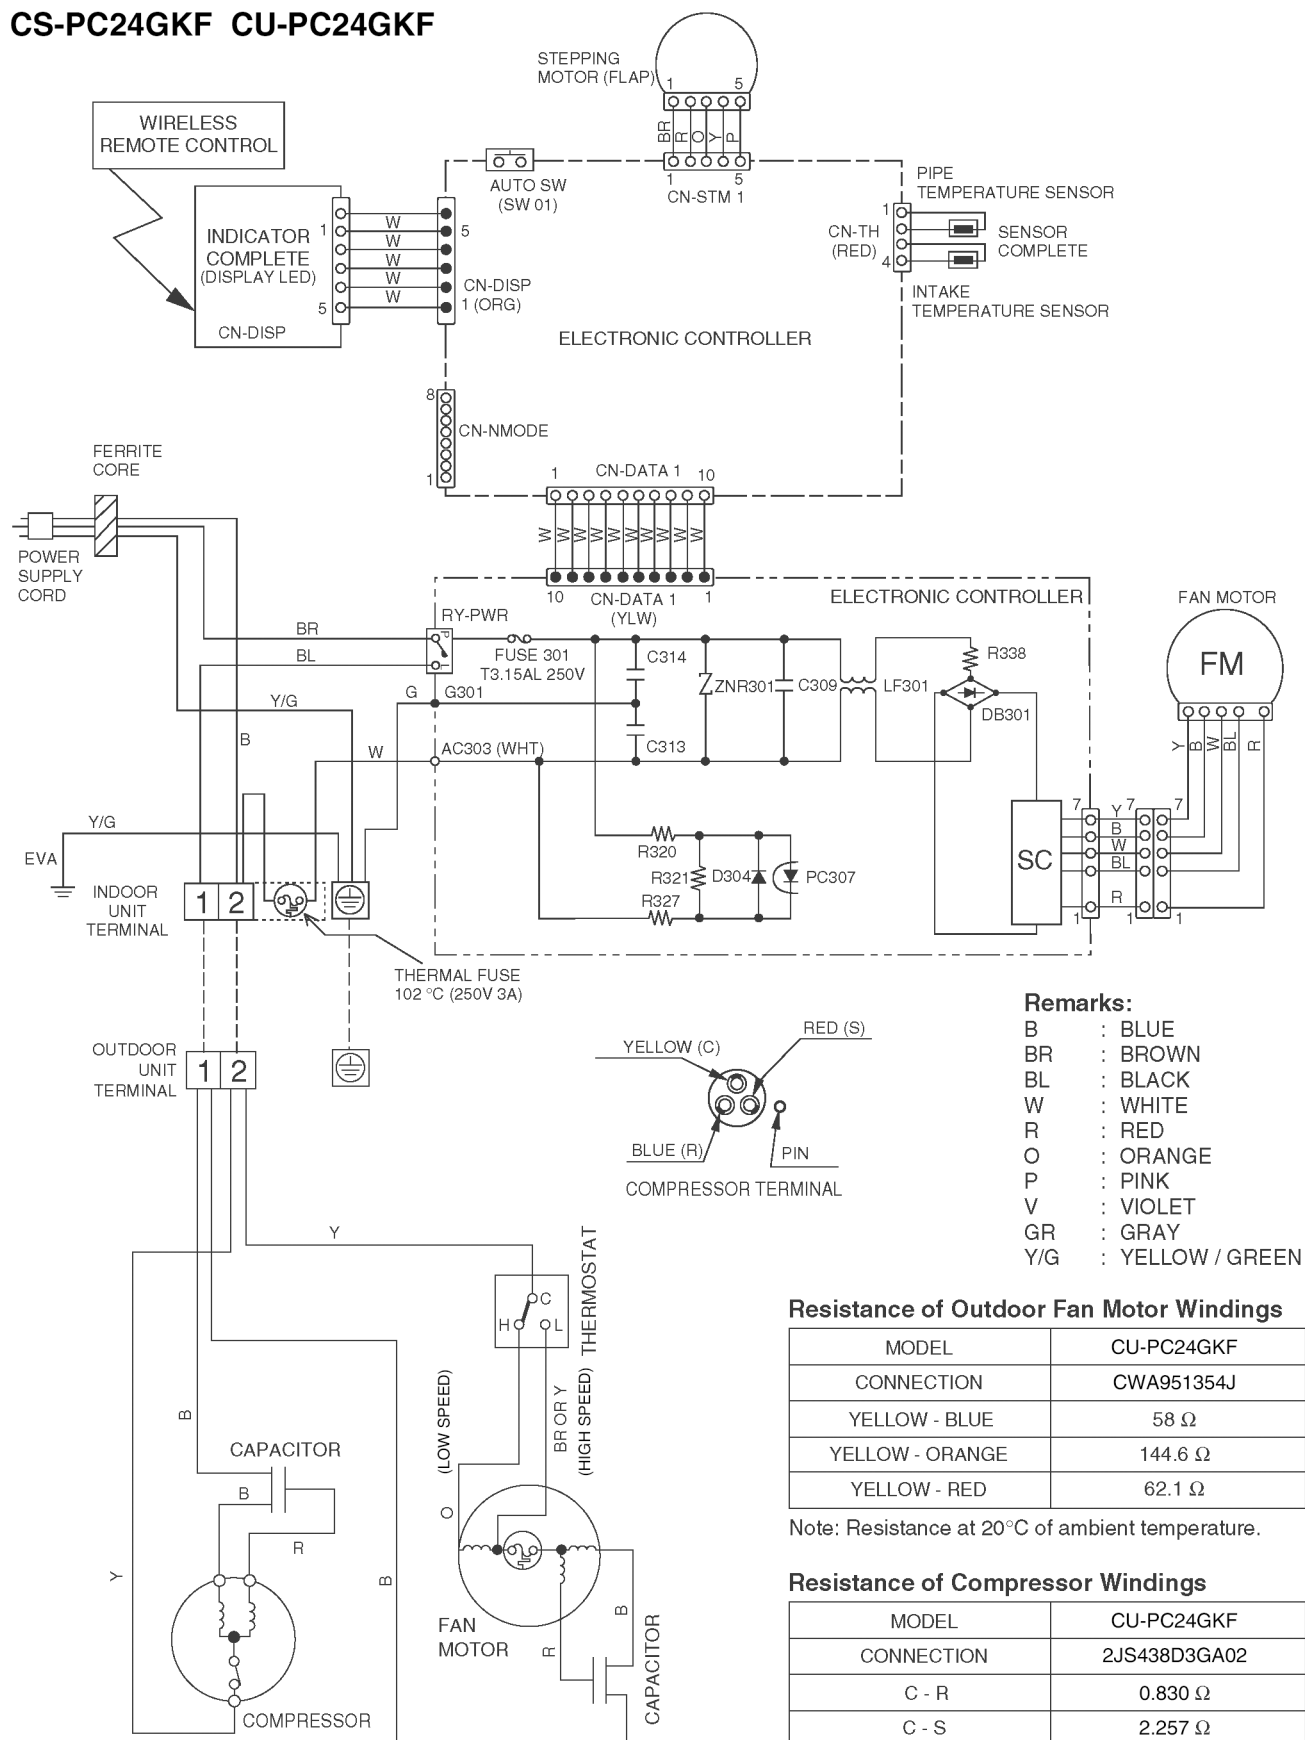 CS-PC24GKF CU-PC24GKF
STEPPING
MOTOR (FLAP)
1 5
BR R O Y P
WIRELESS
REMOTE CONTROL
AUTO SW
(SW 01)
1 5
CN-STM 1
PIPE
TEMPERATURE SENSOR
1
CN-TH
(RED)
4
SENSOR
COMPLETE
INTAKE
TEMPERATURE SENSOR
INDICATOR
COMPLETE
(DISPLAY LED)
1
5
CN-DISP
W
W
W
W
W
5
CN-DISP
1 (ORG)
ELECTRONIC CONTROLLER
8
CN-NMODE
1
FERRITE
CORE
1 CN-DATA 1 10
W W W W W W W W W
POWER
SUPPLY
CORD
10 CN-DATA 1 1
(YLW)
ELECTRONIC CONTROLLER
FAN MOTOR
FM
RY-PWR
P
L
BR
BL
FUSE 301
T3.15AL 250V
C314
ZNR301
C309
LF301
R338
DB301
Y/G
G
G301
B
W
AC303 (WHT)
C313
Y B W BL R
Y/G
EVA
R320
R321
D304
PC307
R327
SC
7 Y 7 7
B
W
BL
R
1 1 1
INDOOR
UNIT
TERMINAL
1 2
THERMAL FUSE
102 °C (250V 3A)
OUTDOOR
UNIT
TERMINAL
1 2
YELLOW (C)
RED (S)
BLUE (R)
PIN
COMPRESSOR TERMINAL
Remarks:
B : BLUE
BR : BROWN
BL : BLACK
W : WHITE
R : RED
O : ORANGE
P : PINK
V : VIOLET
GR : GRAY
Y/G : YELLOW / GREEN
Y
THERMOSTAT
C
H L
(LOW SPEED)
BR OR Y
(HIGH SPEED)
B
CAPACITOR
B
R
Y
B
O
FAN
MOTOR
R
B
CAPACITOR
COMPRESSOR
Resistance of Outdoor Fan Motor Windings
MODEL CU-PC24GKF
CONNECTION CWA951354J
YELLOW - BLUE 58 Ω
YELLOW - ORANGE 144.6 Ω
YELLOW - RED 62.1 Ω
Note: Resistance at 20°C of ambient temperature.
Resistance of Compressor Windings
MODEL CU-PC24GKF
CONNECTION 2JS438D3GA02
C - R 0.830 Ω
C - S 2.257 Ω